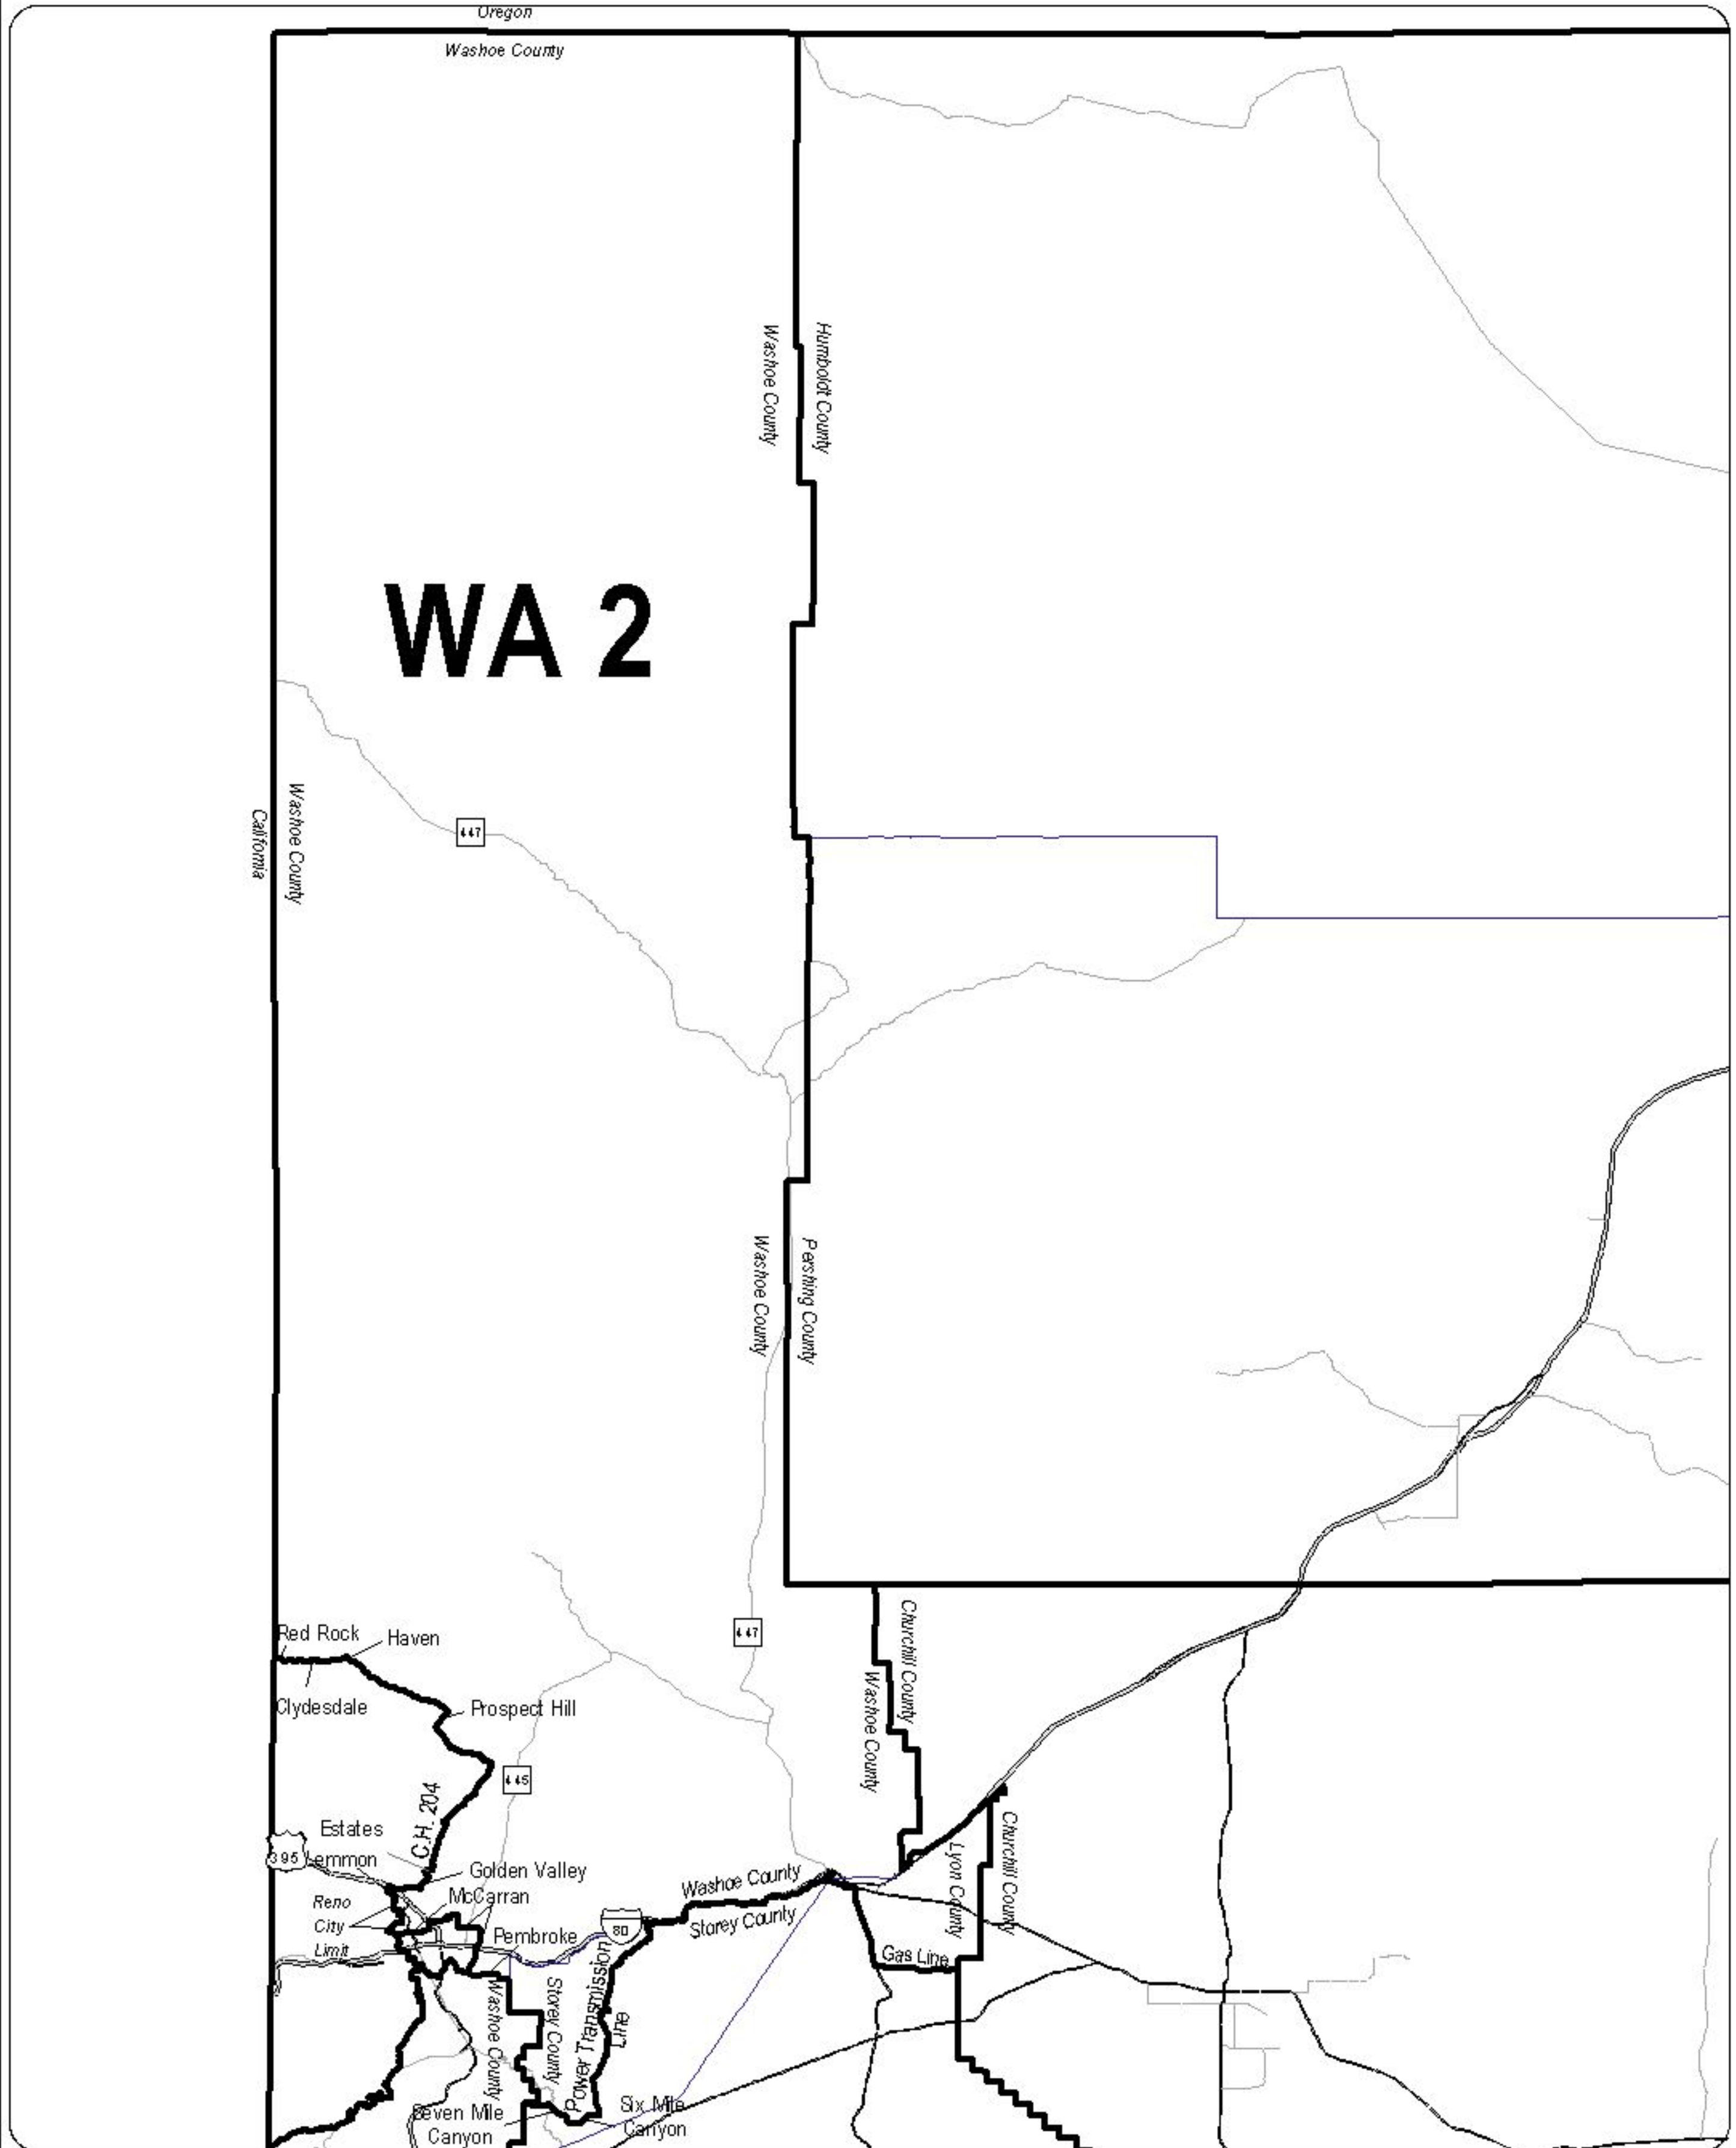 Oregon
Washoe County
Washoe County
Humboldt County
WA 2
Washoe County
California
447
Washoe County
Pershing County
Churchill County
Washoe County
447
Red Rock
Haven
Clydesdale
Prospect Hill
445
C.H. 204
Estates
395
Lemmon
Golden Valley
Reno
City
Limit
McCarran
Pembroke
80
Washoe County
Storey County
Lyon County
Churchill County
Gas Line
Washoe County
Storey County
Power Transmission
Line
Seven Mile
Canyon
Six Mile
Canyon